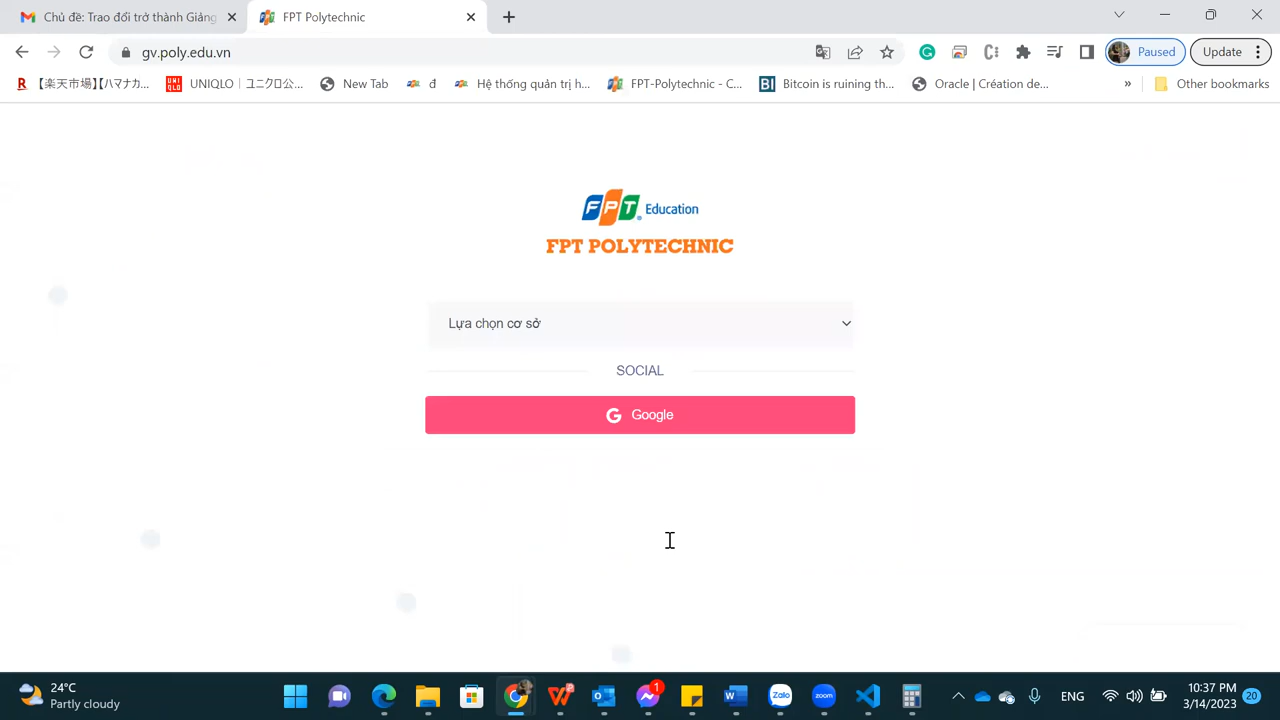 Chủ đề: Trao đổi trở thành Giảng
FPT Polytechnic
gv.poly.edu.vn
Paused
Update
【楽天市場】【ハマナカ...
UNIQLO｜ユニクロ公...
New Tab
đ
Hệ thống quản trị h...
FPT-Polytechnic - C...
Bitcoin is ruining th...
Oracle | Création de...
»
Other bookmarks
FPT Education
FPT POLYTECHNIC
Lựa chọn cơ sở
SOCIAL
G Google
24°C
Partly cloudy
1
Zalo
zoom
ENG
10:37 PM
3/14/2023
20